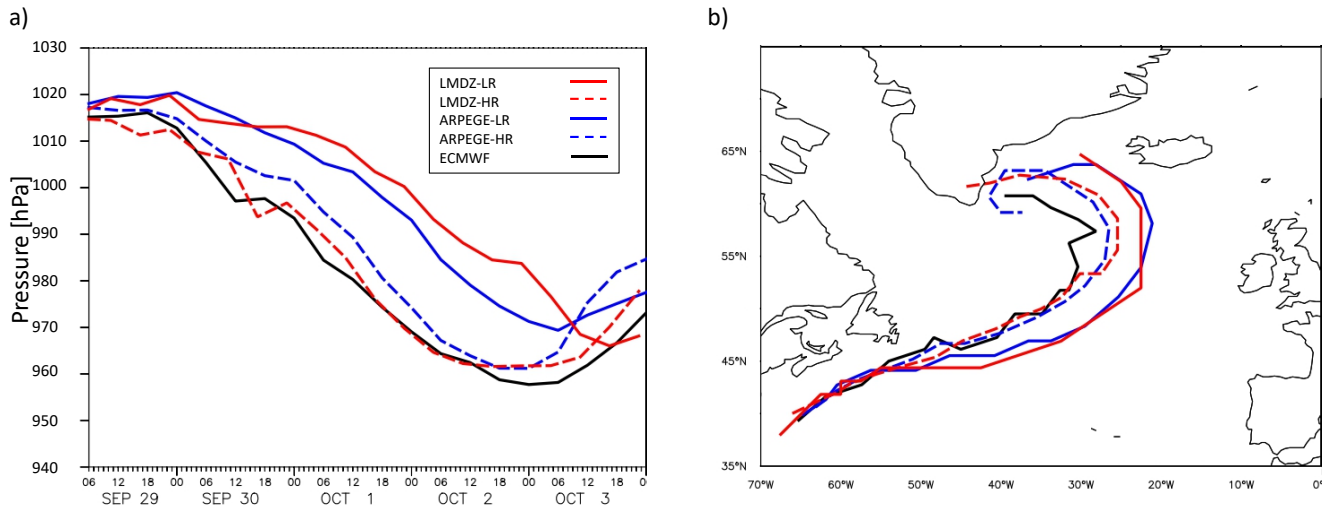 a)
1030
1020
1010
1000
990
980
970
960
950
940
Pressure [hPa]
LMDZ-LR
LMDZ-HR
ARPEGE-LR
ARPEGE-HR
ECMWF
06 12 18 00 06 12 18 00 06 12 18 00 06 12 18 00 06 12 18 0
SEP 29 SEP 30 OCT 1 OCT 2 OCT 3
b)
65°N
55°N
45°N
35°N
70°W 60°W 50°W 40°W 30°W 20°W 10°W 0°